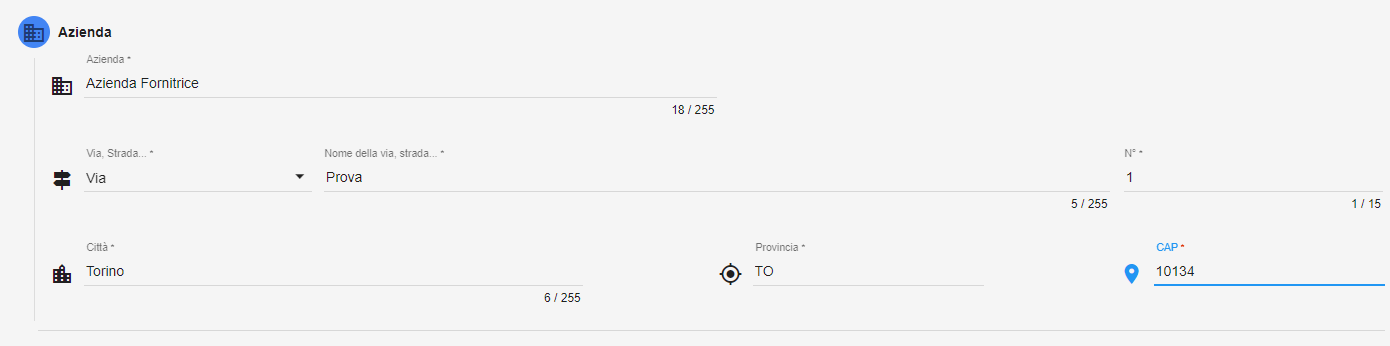 Azienda
Azienda *
Azienda Fornitrice
18 / 255
Via, Strada... * Nome della via, strada... * N° *
Via Prova 1
5 / 255 1 / 15
Città * Provincia * CAP *
Torino TO 10134
6 / 255